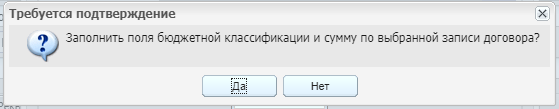 Требуется подтверждение
Заполнить поля бюджетной классификации и сумму по выбранной записи договора?
Да
Нет